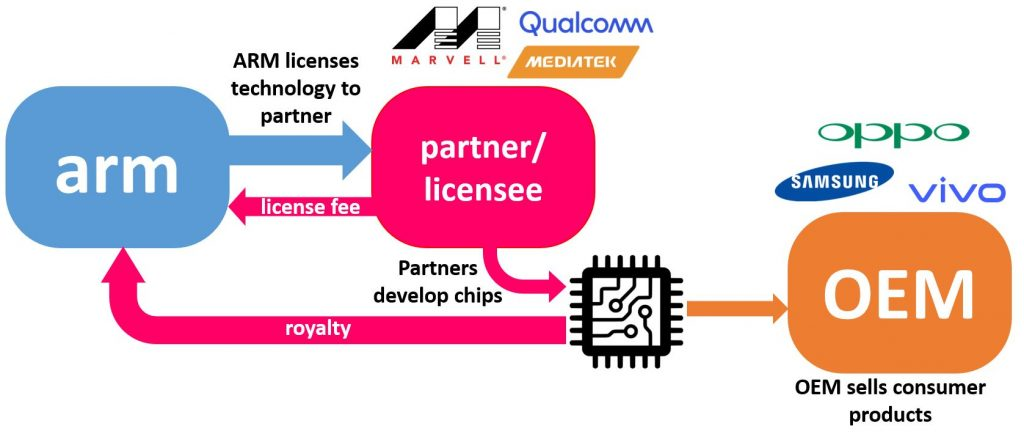 MARVELL®
Qualcomm
MEDIATEK
ARM licenses
technology to
partner
arm
partner/
licensee
license fee
oppo
SAMSUNG
vivo
Partners
develop chips
OEM
royalty
OEM sells consumer
products